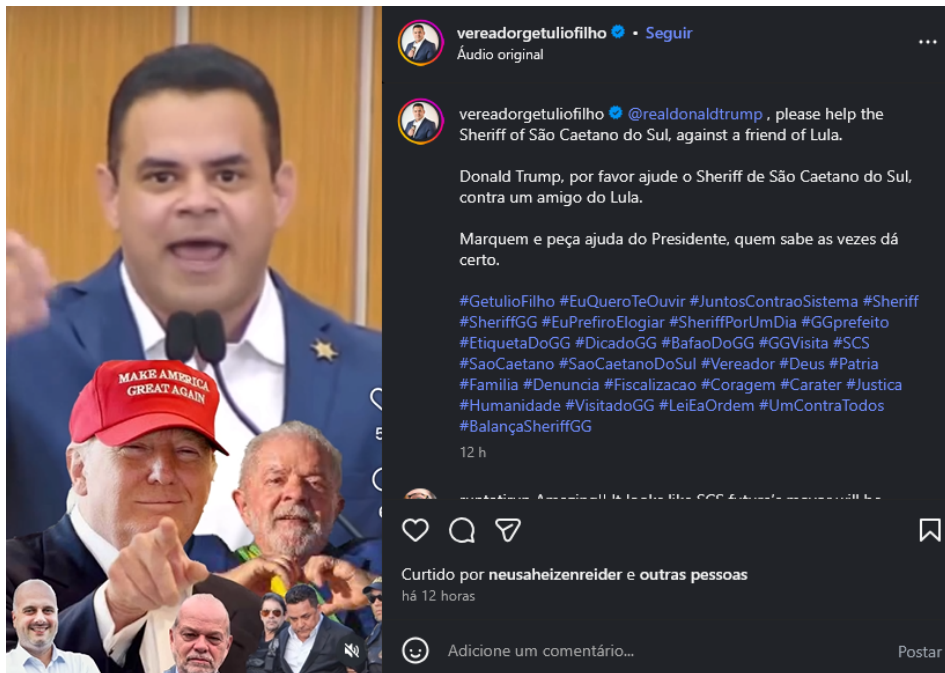 vereadorgetuliofilho • Seguir
Áudio original
...
vereadorgetuliofilho @realdonaldtrump , please help the
Sheriff of São Caetano do Sul, against a friend of Lula.
Donald Trump, por favor ajude o Sheriff de São Caetano do Sul,
contra um amigo do Lula.
Marquem e peça ajuda do Presidente, quem sabe as vezes dá
certo.
#GetulioFilho #EuQueroTeOuvir #JuntosContraoSistema #Sheriff
#SheriffGG #EuPrefiroElogiar #SheriffPorUmDia #GGprefeito
#EtiquetaDoGG #DicadoGG #BafaoDoGG #GGVisita #SCS
#SaoCaetano #SaoCaetanoDoSul #Vereador #Deus #Patria
#Familia #Denuncia #Fiscalizacao #Coragem #Carater #Justica
#Humanidade #VisitadoGG #LeiEaOrdem #UmContraTodos
#BalançaSheriffGG
12 h
Curtido por neusaheizenreider e outras pessoas
há 12 horas
Adicione um comentário...
Postar
MAKE AMERICA
GREAT AGAIN